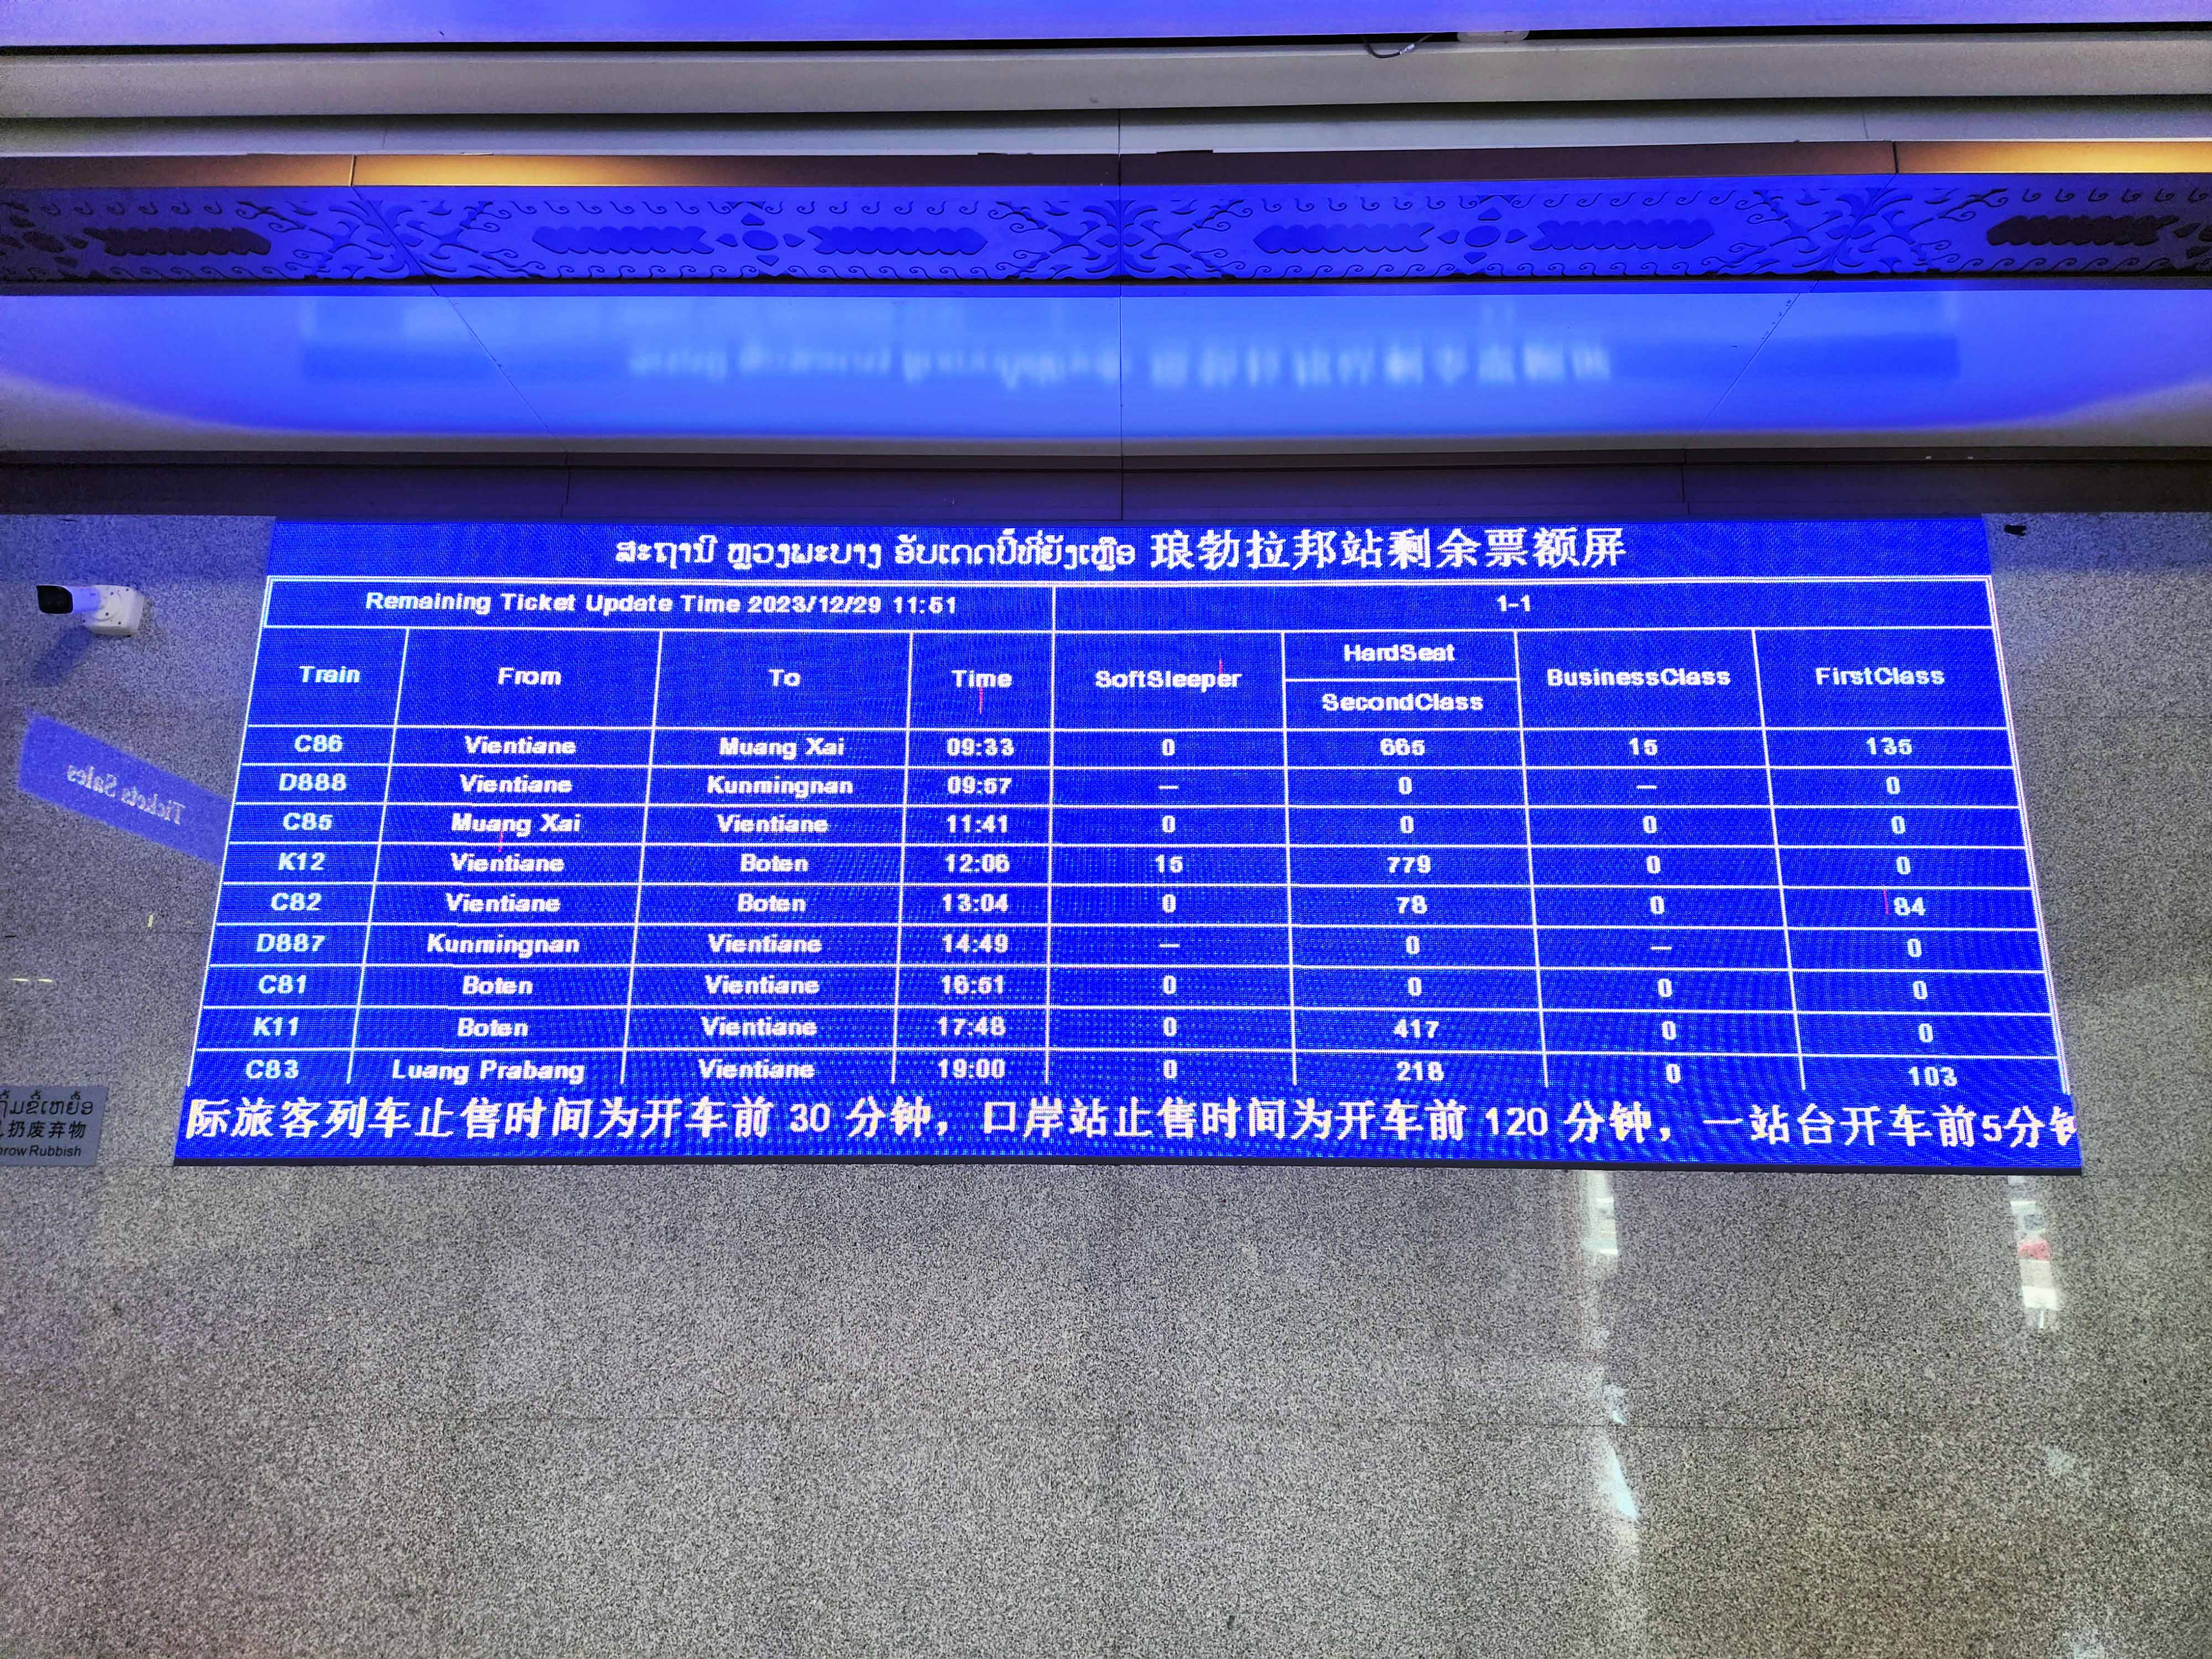 ສະຖານີ ຫຼວງພະບາງ ອັບເດດປີ້ທີ່ຍັງເຫຼືອ 琅勃拉邦站剩余票额屏
Remaining Ticket Update Time 2023/12/29 11:51 1-1
Train From To Time SoftSleeper HardSeat SecondClass BusinessClass FirstClass
C86 Vientiane Muang Xai 09:33 0 665 15 135
D888 Vientiane Kunmingnan 09:57 — 0 — 0
C85 Muang Xai Vientiane 11:41 0 0 0 0
K12 Vientiane Boten 12:06 15 779 0 0
C82 Vientiane Boten 13:04 0 78 0 84
D887 Kunmingnan Vientiane 14:49 — 0 — 0
C81 Boten Vientiane 16:51 0 0 0 0
K11 Boten Vientiane 17:48 0 417 0 0
C83 Luang Prabang Vientiane 19:00 0 218 0 103
际旅客列车止售时间为开车前 30 分钟，口岸站止售时间为开车前 120 分钟，一站台开车前5分钟
Tickets Sales
扔废弃物
Rubbish